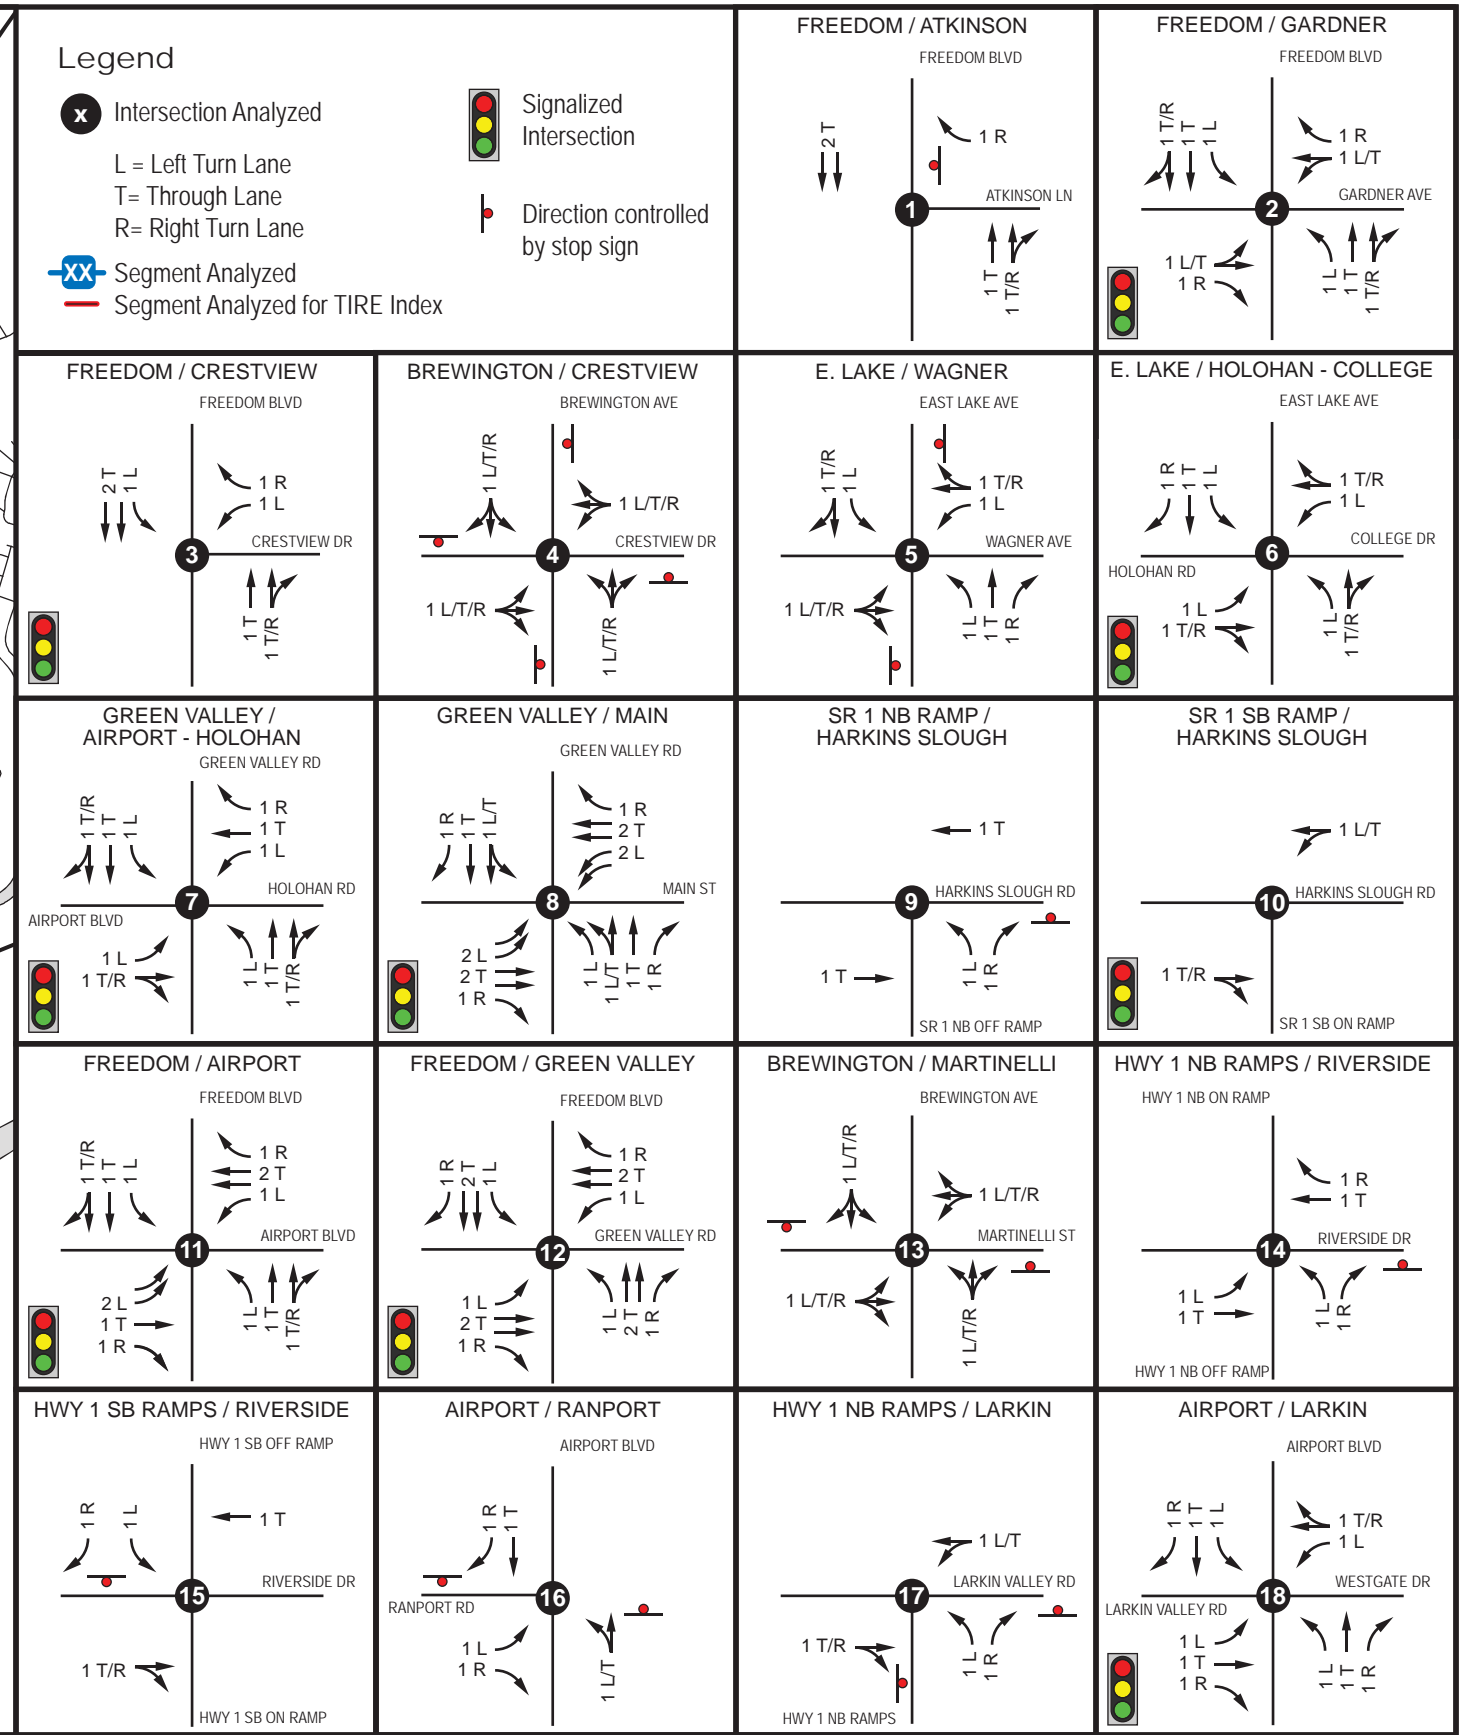 Legend
x Intersection Analyzed
L = Left Turn Lane
T= Through Lane
R= Right Turn Lane
XX Segment Analyzed
Segment Analyzed for TIRE Index
Signalized
Intersection
Direction controlled
by stop sign
FREEDOM / ATKINSON
FREEDOM BLVD
2 T
1 R
1
ATKINSON LN
1 T
1 T/R
FREEDOM / GARDNER
FREEDOM BLVD
1 T/R
1 T
1 L
1 R
1 L/T
GARDNER AVE
2
1 L/T
1 R
1 L
1 T
1 T/R
FREEDOM / CRESTVIEW
FREEDOM BLVD
2 T
1 L
1 R
1 L
CRESTVIEW DR
3
1 T
1 T/R
BREWINGTON / CRESTVIEW
BREWINGTON AVE
1 L/T/R
1 L/T/R
CRESTVIEW DR
4
1 L/T/R
1 L/T/R
E. LAKE / WAGNER
EAST LAKE AVE
1 T/R
1 L
1 T/R
1 L
WAGNER AVE
5
1 L/T/R
1 L
1 T
1 R
E. LAKE / HOLOHAN - COLLEGE
EAST LAKE AVE
1 R
1 T
1 L
1 T/R
1 L
COLLEGE DR
6
HOLOHAN RD
1 L
1 T/R
1 L
1 T/R
GREEN VALLEY /
AIRPORT - HOLOHAN
GREEN VALLEY RD
1 T/R
1 T
1 L
1 R
1 T
1 L
HOLOHAN RD
7
AIRPORT BLVD
1 L
1 T/R
1 L
1 T
1 T/R
GREEN VALLEY / MAIN
GREEN VALLEY RD
1 R
1 T
1 L/T
1 R
2 T
2 L
MAIN ST
8
2 L
2 T
1 R
1 L
1 L/T
1 T
1 R
SR 1 NB RAMP /
HARKINS SLOUGH
1 T
9
HARKINS SLOUGH RD
1 T
1 L
1 R
SR 1 NB OFF RAMP
SR 1 SB RAMP /
HARKINS SLOUGH
1 L/T
10
HARKINS SLOUGH RD
1 T/R
SR 1 SB ON RAMP
FREEDOM / AIRPORT
FREEDOM BLVD
1 T/R
1 T
1 L
1 R
2 T
1 L
AIRPORT BLVD
11
2 L
1 T
1 R
1 L
1 T
1 T/R
FREEDOM / GREEN VALLEY
FREEDOM BLVD
1 R
2 T
1 L
1 R
2 T
1 L
GREEN VALLEY RD
12
1 L
2 T
1 R
1 L
2 T
1 R
BREWINGTON / MARTINELLI
BREWINGTON AVE
1 L/T/R
1 L/T/R
MARTINELLI ST
13
1 L/T/R
1 L/T/R
HWY 1 NB RAMPS / RIVERSIDE
HWY 1 NB ON RAMP
1 R
1 T
RIVERSIDE DR
14
1 L
1 T
1 L
1 R
HWY 1 NB OFF RAMP
HWY 1 SB RAMPS / RIVERSIDE
HWY 1 SB OFF RAMP
1 R
1 L
1 T
RIVERSIDE DR
15
1 T/R
HWY 1 SB ON RAMP
AIRPORT / RANPORT
AIRPORT BLVD
1 R
1 T
16
RANPORT RD
1 L
1 R
1 L/T
HWY 1 NB RAMPS / LARKIN
1 L/T
LARKIN VALLEY RD
17
1 T/R
1 L
1 R
HWY 1 NB RAMPS
AIRPORT / LARKIN
AIRPORT BLVD
1 R
1 T
1 L
1 T/R
1 L
WESTGATE DR
18
LARKIN VALLEY RD
1 L
1 T
1 R
1 L
1 T
1 R